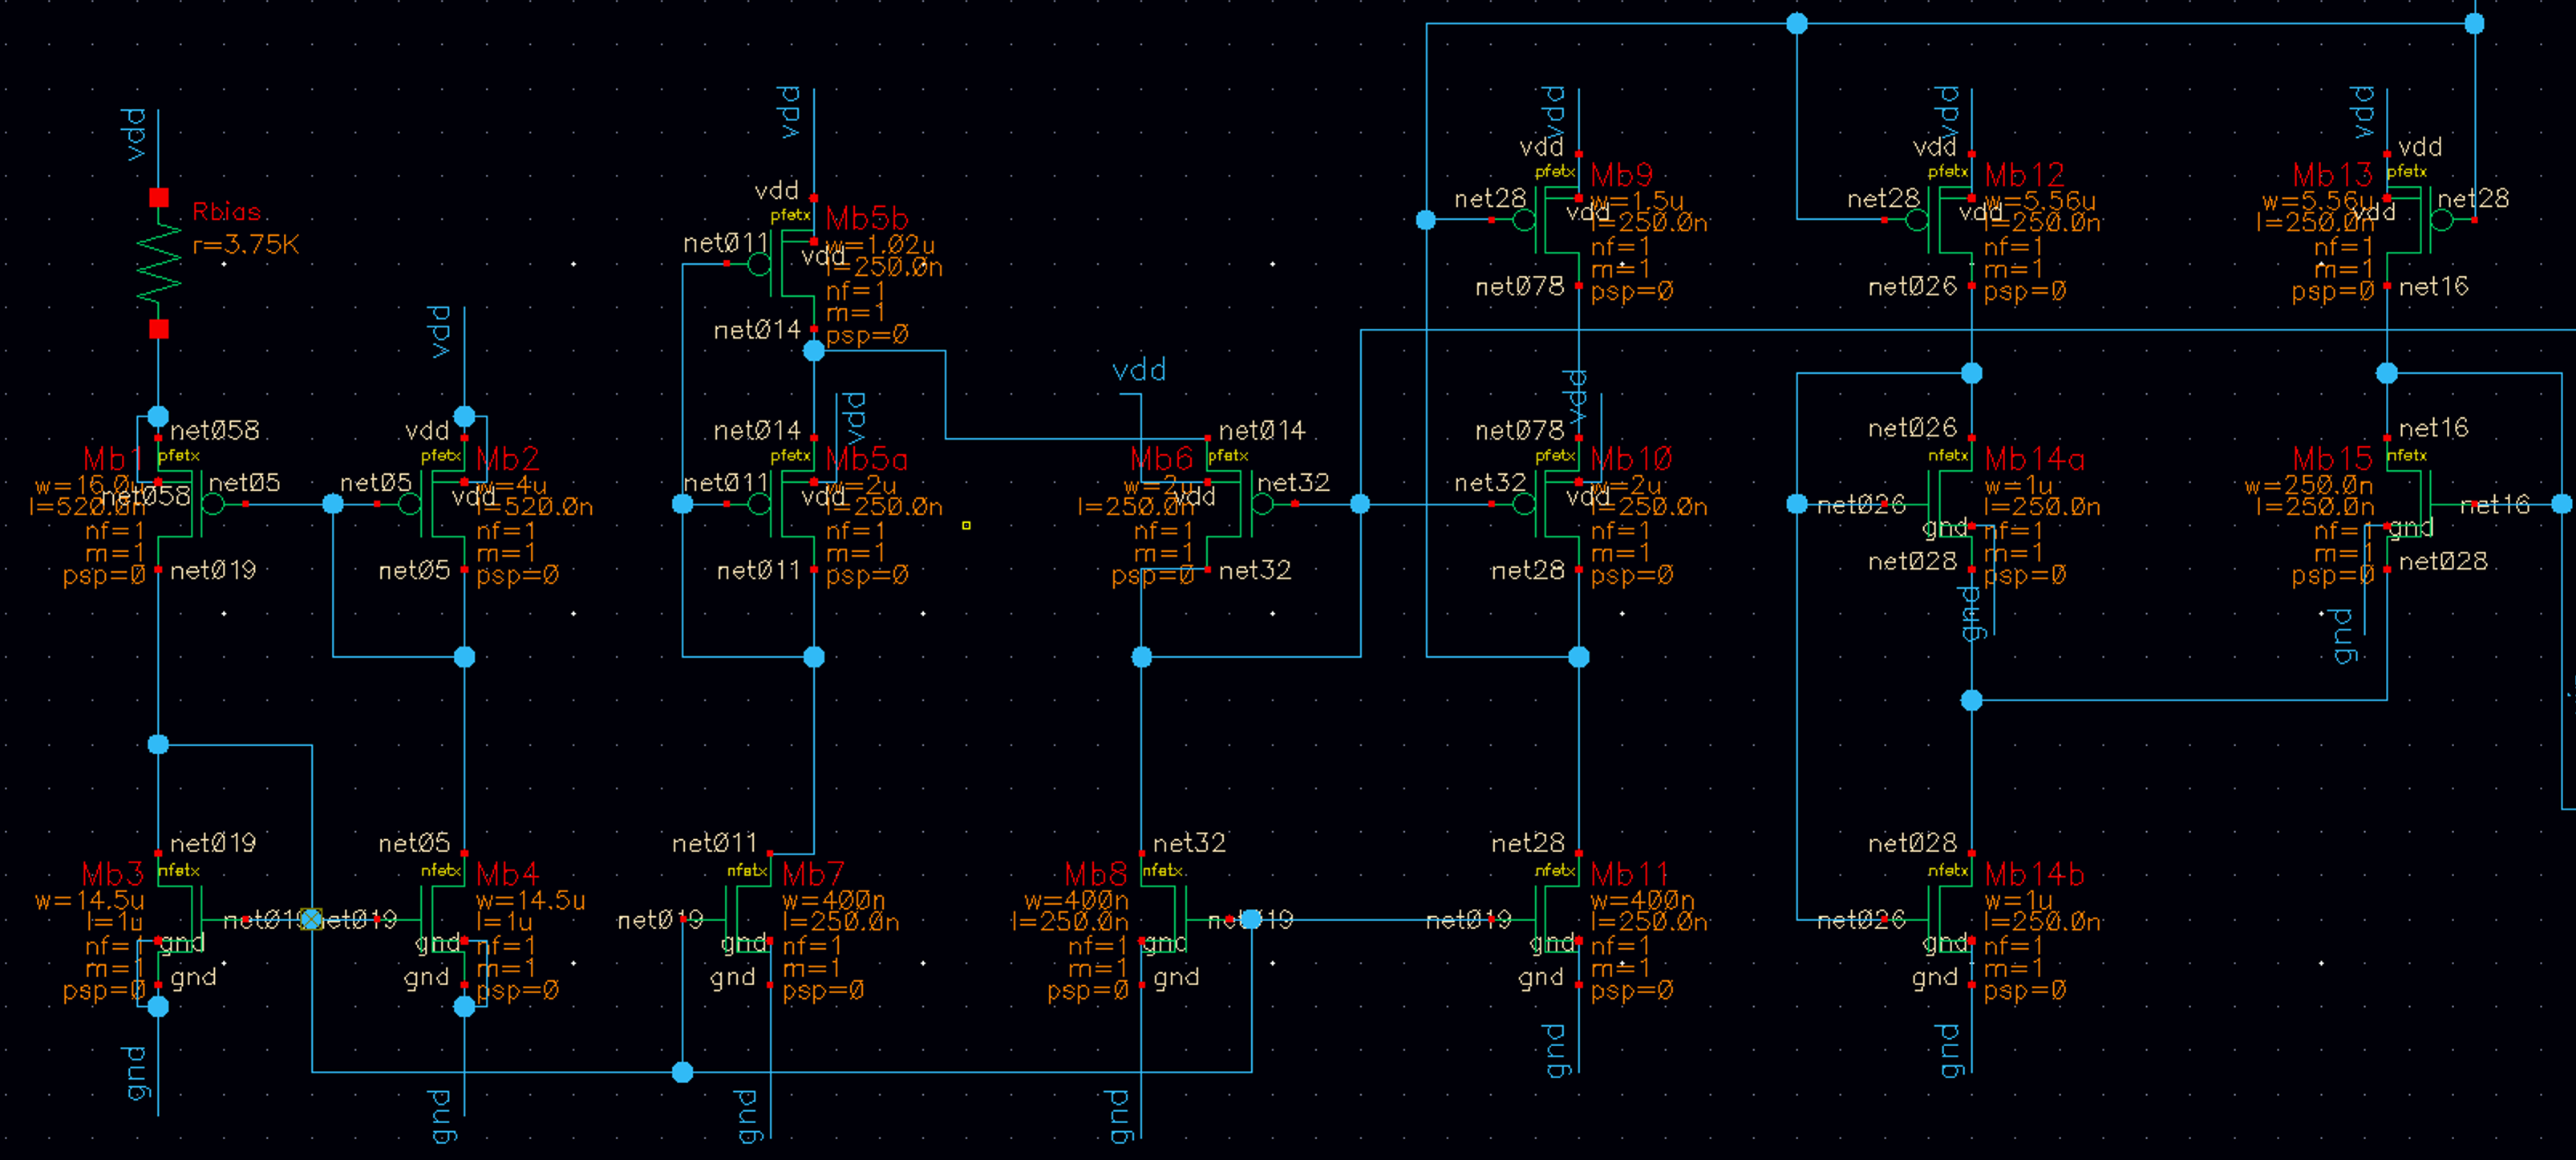 vdd
Rbias
r=3.75K
net058
pfetx
Mb1
w=16.0u
net058
l=520.0n
nf=1
m=1
psp=0
net05
net019
vdd
vdd
pfetx
Mb2
w=4u
net05
vdd
l=520.0n
nf=1
m=1
net05
psp=0
vdd
vdd
pfetx
Mb5b
w=1.02u
net011
vdd
l=250.0n
nf=1
m=1
net014
psp=0
net014
vdd
pfetx
Mb5a
w=2u
net011
vdd
l=250.0n
nf=1
m=1
net011
psp=0
vdd
net014
Mb6
pfetx
w=2u
vdd
net32
l=250.0n
nf=1
m=1
psp=0
net32
vdd
vdd
pfetx
Mb9
w=1.5u
net28
vdd
l=250.0n
nf=1
m=1
net078
psp=0
vdd
net078
pfetx
Mb10
w=2u
net32
vdd
l=250.0n
nf=1
m=1
net28
psp=0
vdd
vdd
pfetx
Mb12
w=5.56u
net28
vdd
l=250.0n
nf=1
m=1
net026
psp=0
vdd
vdd
Mb13
pfetx
w=5.56u
vdd
net28
l=250.0n
nf=1
m=1
psp=0
net16
net026
nfetx
Mb14a
w=1u
net026
l=250.0n
gnd
nf=1
m=1
net028
psp=0
gnd
net16
Mb15
nfetx
w=250.0n
l=250.0n
net16
nf=1
gnd
m=1
psp=0
net028
gnd
net019
Mb3
nfetx
w=14.5u
l=1u
net019
nf=1
gnd
m=1
gnd
psp=0
gnd
net05
nfetx
Mb4
w=14.5u
net019
l=1u
gnd
nf=1
m=1
gnd
psp=0
gnd
net011
nfetx
Mb7
w=400n
net019
l=250.0n
gnd
nf=1
m=1
gnd
psp=0
gnd
net32
Mb8
nfetx
w=400n
l=250.0n
net019
nf=1
gnd
m=1
gnd
psp=0
gnd
net28
nfetx
Mb11
w=400n
net019
l=250.0n
gnd
nf=1
m=1
gnd
psp=0
gnd
net028
nfetx
Mb14b
w=1u
net026
l=250.0n
gnd
nf=1
m=1
gnd
psp=0
gnd